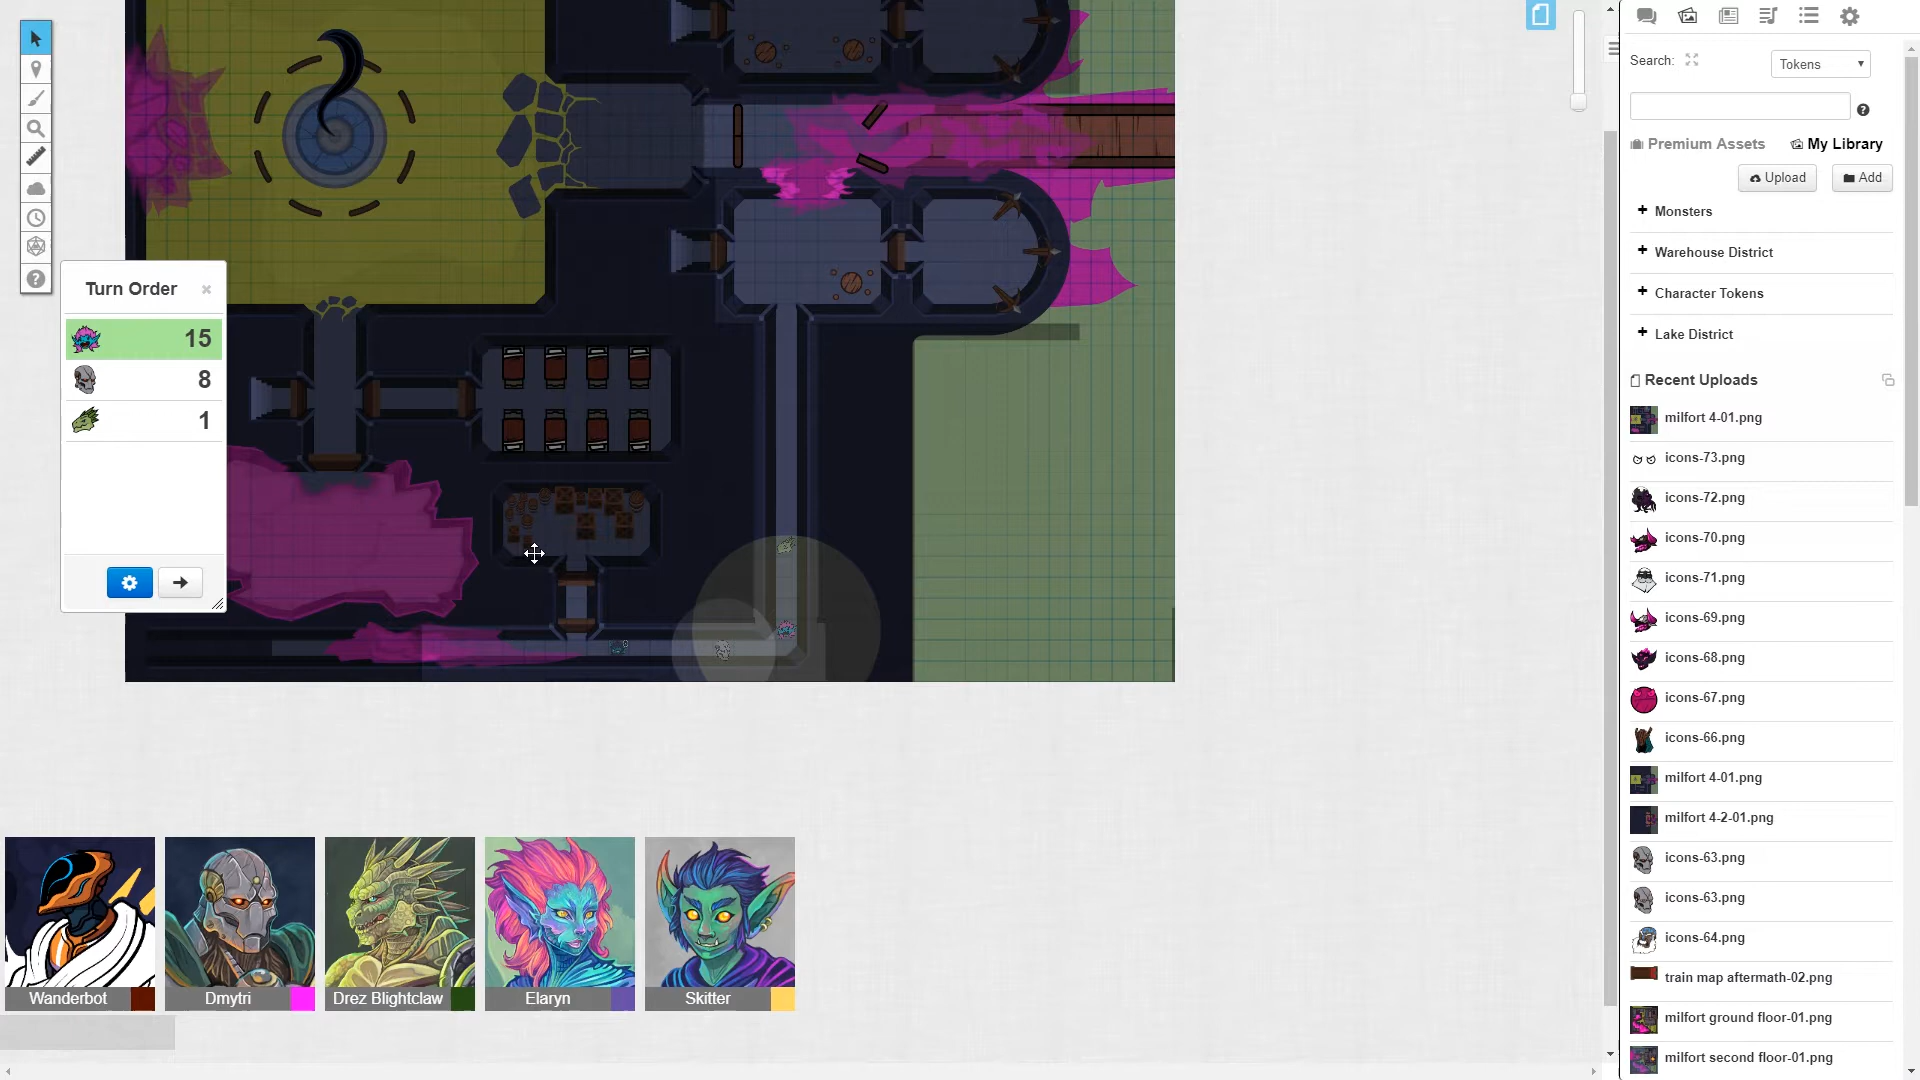 Search:
Tokens
Premium Assets
My Library
Upload
Add
Monsters
Warehouse District
Character Tokens
Lake District
Recent Uploads
milfort 4-01.png
icons-73.png
icons-72.png
icons-70.png
icons-71.png
icons-69.png
icons-68.png
icons-67.png
icons-66.png
milfort 4-01.png
milfort 4-2-01.png
icons-63.png
icons-63.png
icons-64.png
train map aftermath-02.png
milfort ground floor-01.png
milfort second floor-01.png
Turn Order
15
8
1
Wanderbot
Dmytri
Drez Blightclaw
Elaryn
Skitter